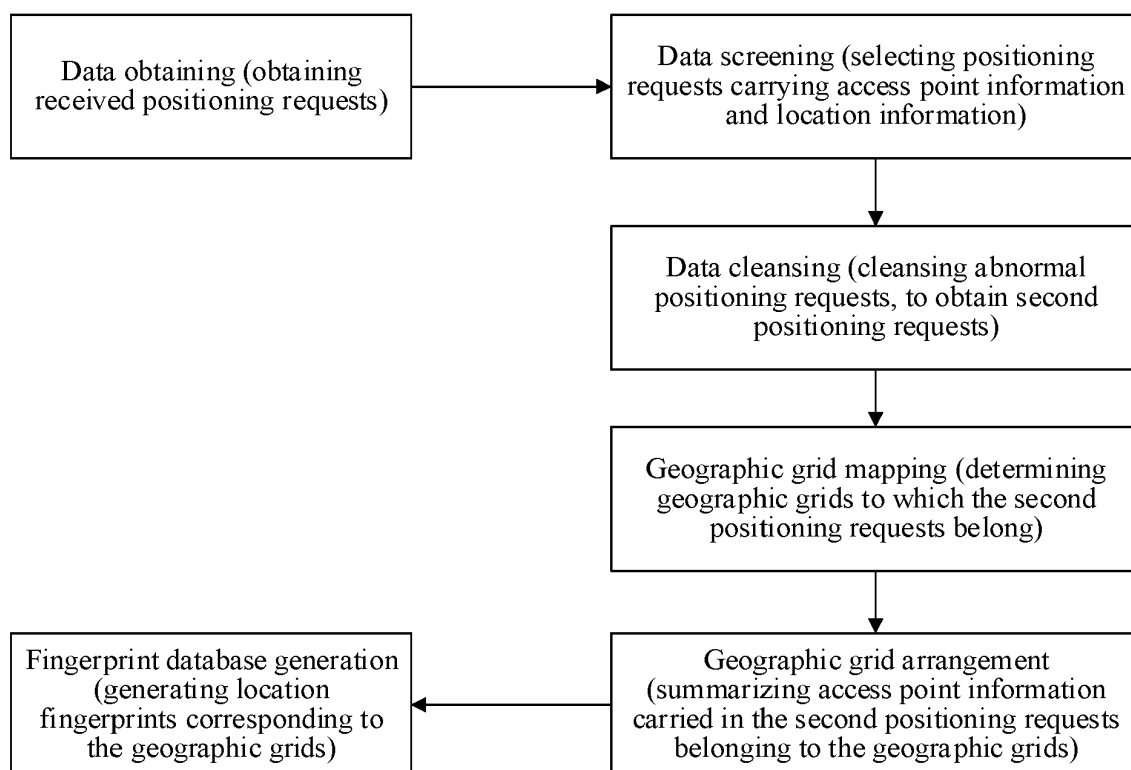 Data obtaining (obtaining
received positioning requests)
Data screening (selecting positioning
requests carrying access point information
and location information)
Data cleansing (cleansing abnormal
positioning requests, to obtain second
positioning requests)
Geographic grid mapping (determining
geographic grids to which the second
positioning requests belong)
Geographic grid arrangement
(summarizing access point information
carried in the second positioning requests
belonging to the geographic grids)
Fingerprint database generation
(generating location
fingerprints corresponding to
the geographic grids)